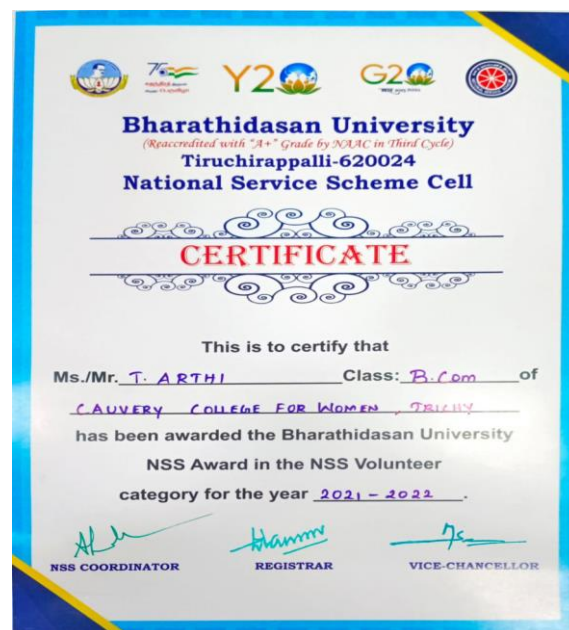 75
Y20
G20
Bharathidasan University
(Reaccredited with "A+" Grade by NAAC in Third Cycle)
Tiruchirappalli-620024
National Service Scheme Cell
CERTIFICATE
This is to certify that
Ms./Mr. T. ARTHI Class: B.Com of
CAUVERY COLLEGE FOR WOMEN, TRICHY
has been awarded the Bharathidasan University
NSS Award in the NSS Volunteer
category for the year 2021 - 2022.
NSS COORDINATOR REGISTRAR VICE-CHANCELLOR